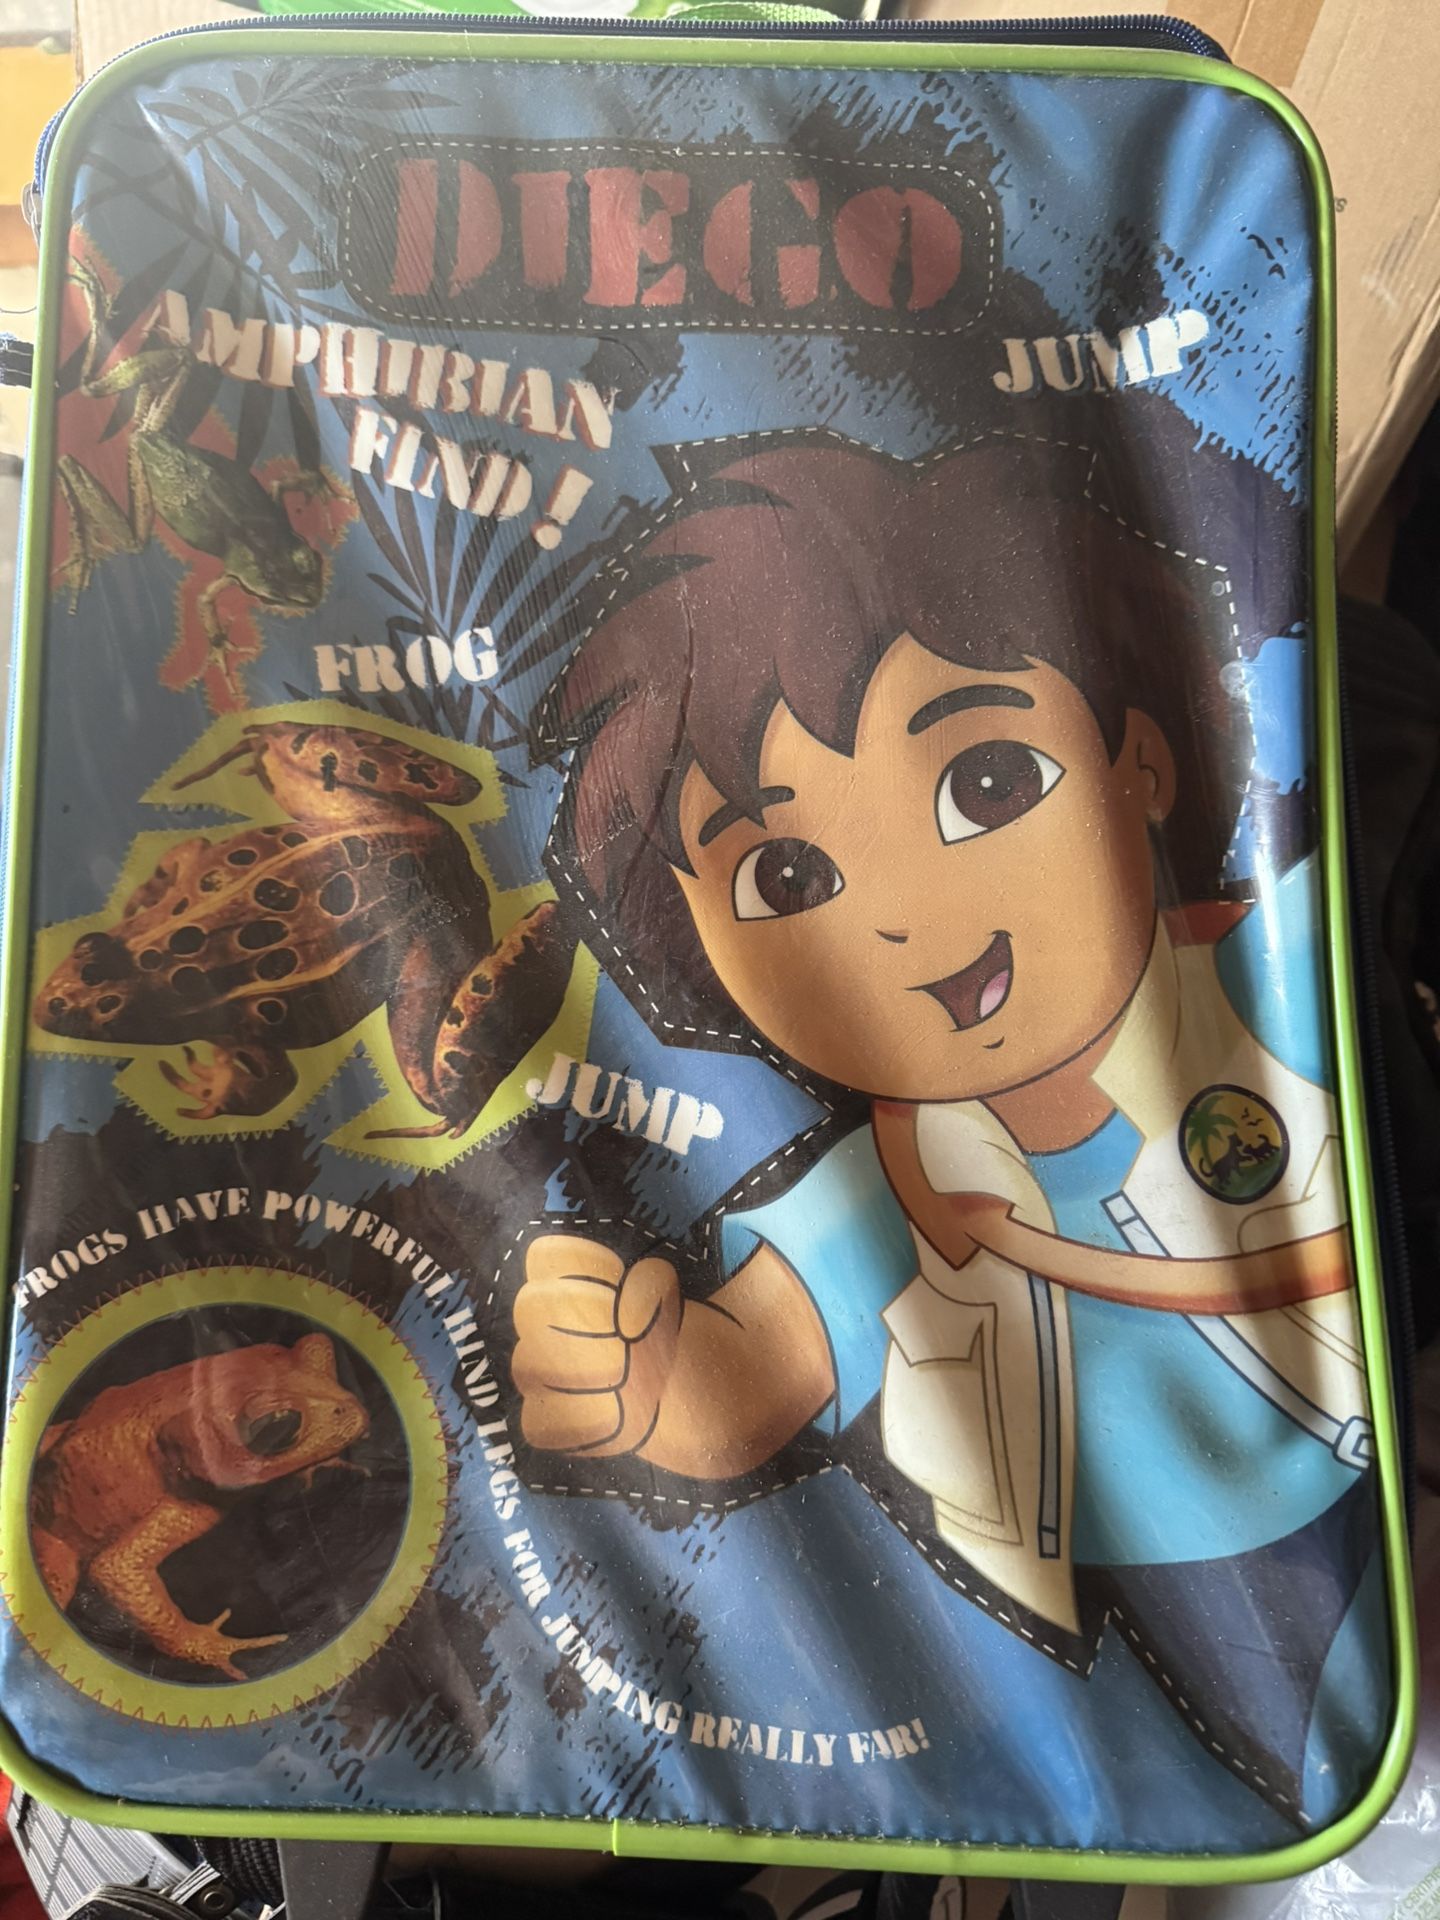 DIEGO
JUMP
AMPHIBIAN
FIND!
FROG
JUMP
FROGS HAVE POWERFUL HIND LEGS FOR JUMPING REALLY FAR!